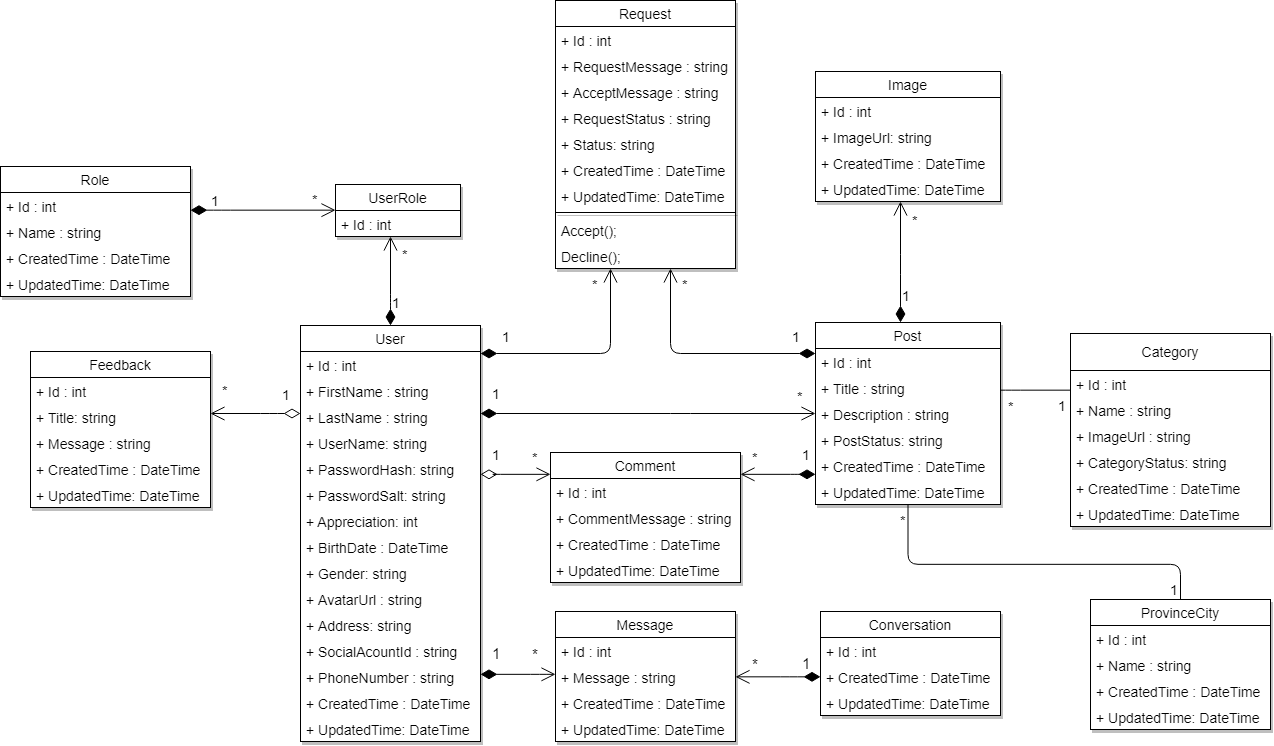 Request
+ Id : int
+ RequestMessage : string
+ AcceptMessage : string
+ RequestStatus : string
+ Status: string
+ CreatedTime : DateTime
+ UpdatedTime: DateTime
Accept();
Decline();
Image
+ Id : int
+ ImageUrl: string
+ CreatedTime : DateTime
+ UpdatedTime: DateTime
Role
+ Id : int
+ Name : string
+ CreatedTime : DateTime
+ UpdatedTime: DateTime
1
*
UserRole
+ Id : int
*
1
*
*
*
1
User
+ Id : int
+ FirstName : string
+ LastName : string
+ UserName: string
+ PasswordHash: string
+ PasswordSalt: string
+ Appreciation: int
+ BirthDate : DateTime
+ Gender: string
+ AvatarUrl : string
+ Address: string
+ SocialAcountId : string
+ PhoneNumber : string
+ CreatedTime : DateTime
+ UpdatedTime: DateTime
1
1
Post
+ Id : int
+ Title : string
+ Description : string
+ PostStatus: string
+ CreatedTime : DateTime
+ UpdatedTime: DateTime
Category
+ Id : int
+ Name : string
+ ImageUrl : string
+ CategoryStatus: string
+ CreatedTime : DateTime
+ UpdatedTime: DateTime
Feedback
+ Id : int
+ Title: string
+ Message : string
+ CreatedTime : DateTime
+ UpdatedTime: DateTime
*
1
1
*
*
1
1
*
*
1
Comment
+ Id : int
+ CommentMessage : string
+ CreatedTime : DateTime
+ UpdatedTime: DateTime
*
1
ProvinceCity
+ Id : int
+ Name : string
+ CreatedTime : DateTime
+ UpdatedTime: DateTime
1
*
Message
+ Id : int
+ Message : string
+ CreatedTime : DateTime
+ UpdatedTime: DateTime
*
1
Conversation
+ Id : int
+ CreatedTime : DateTime
+ UpdatedTime: DateTime